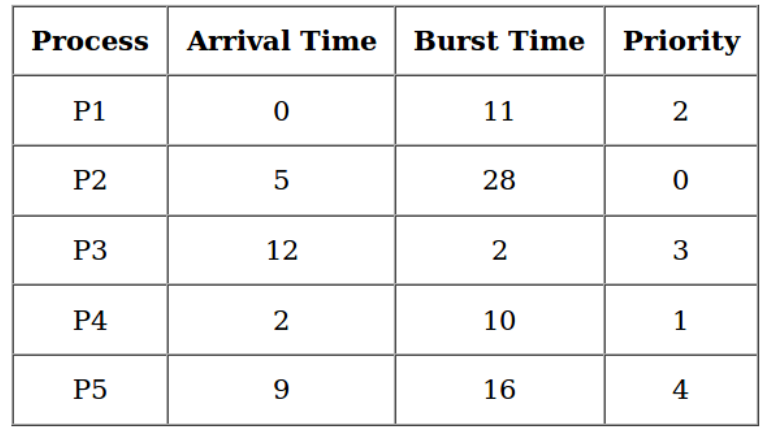 Process Arrival Time Burst Time Priority
P1 0 11 2
P2 5 28 0
P3 12 2 3
P4 2 10 1
P5 9 16 4